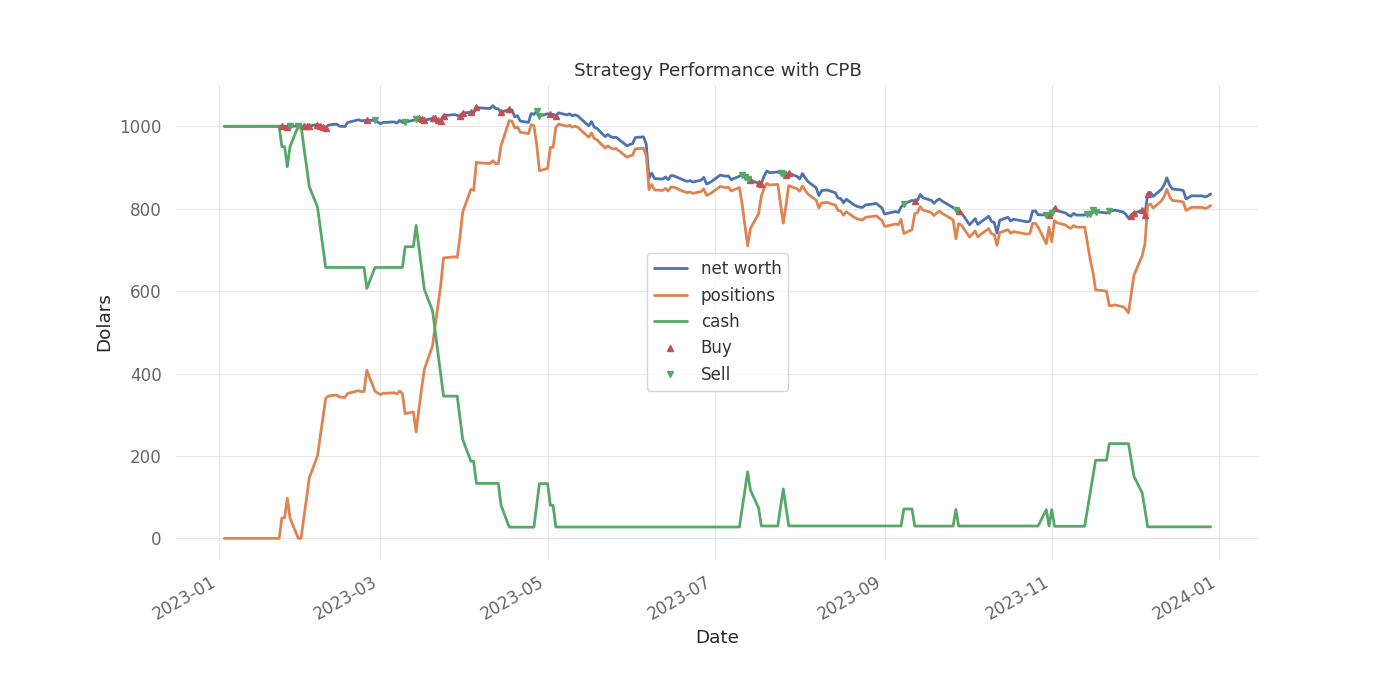 Strategy Performance with CPB
1000
800
600
400
200
0
Dolars
net worth
positions
cash
Buy
Sell
2023-01
2023-03
2023-05
2023-07
2023-09
2023-11
2024-01
Date